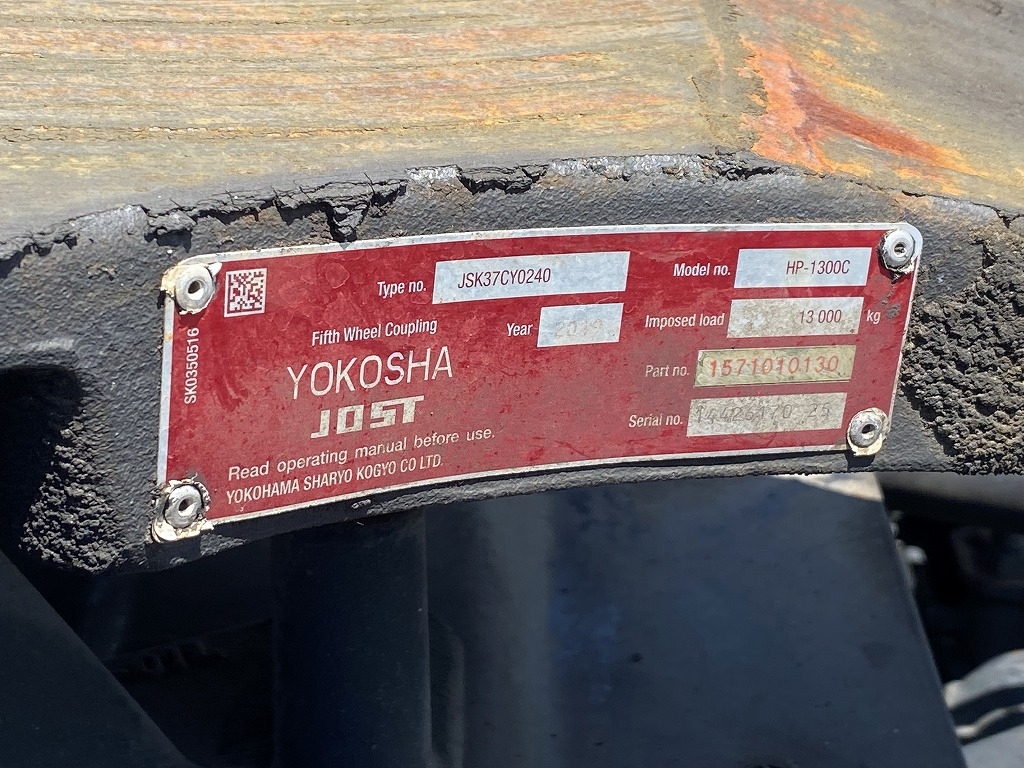 Type no. JSK37CY0240
Model no. HP-1300C
Fifth Wheel Coupling
Year
Imposed load 13 000 kg
YOKOSHA
JOST
Part no. 1571010130
Serial no.
Read operating manual before use.
YOKOHAMA SHARYO KOGYO CO LTD.
SK0350516